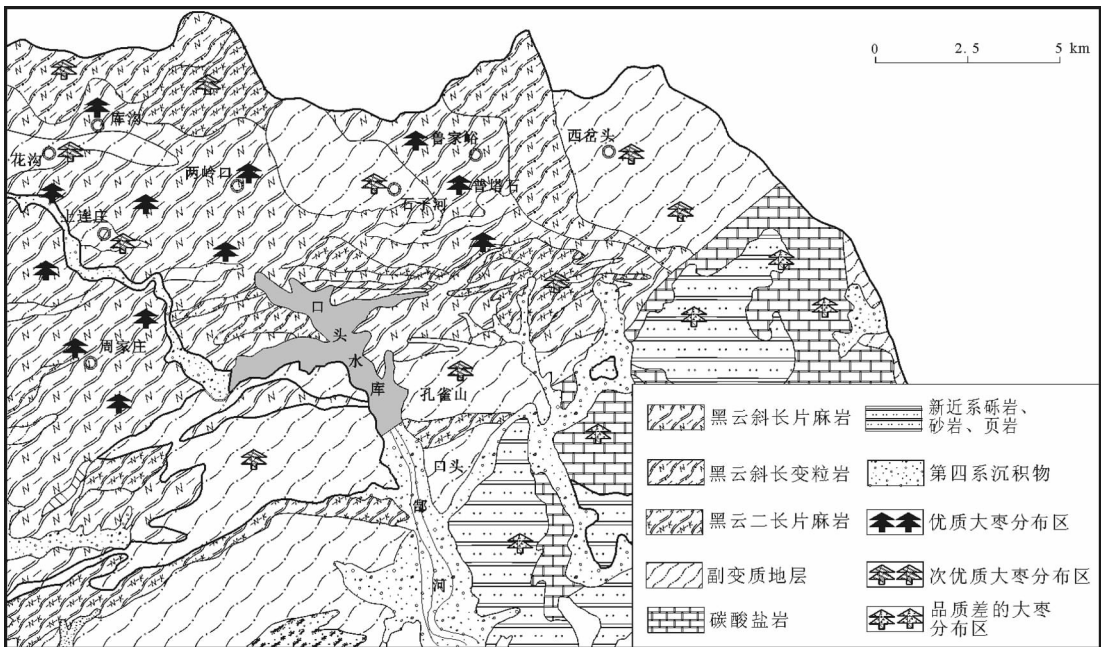 0 2.5 5 km
库沟
鲁家峪
西岔头
花沟
两岭口
石子河
普塔石
上连庄
口
头
水
库
周家庄
孔雀山
口头
郜
河
黑云斜长片麻岩
新近系砾岩、
砂岩、页岩
黑云斜长变粒岩
第四系沉积物
黑云二长片麻岩
优质大枣分布区
副变质地层
次优质大枣分布区
碳酸盐岩
品质差的大枣
分布区